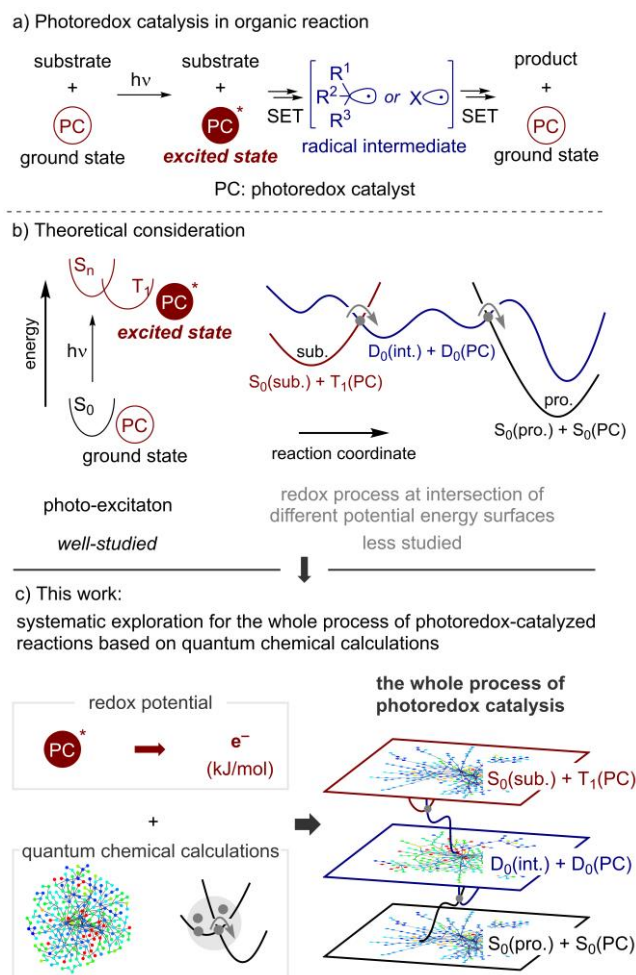 a) Photoredox catalysis in organic reaction
substrate substrate product
+ hν + R¹ +
PC PC* SET R² • or X • SET PC
R³
ground state excited state radical intermediate ground state
PC: photoredox catalyst
b) Theoretical consideration
Sn T1 PC*
excited state
energy
hν
S0
PC
ground state
sub.
S0(sub.) + T1(PC)
D0(int.) + D0(PC)
pro.
S0(pro.) + S0(PC)
reaction coordinate
photo-excitaton
well-studied
redox process at intersection of
different potential energy surfaces
less studied
c) This work:
systematic exploration for the whole process of photoredox-catalyzed
reactions based on quantum chemical calculations
redox potential
PC* e–
(kJ/mol)
+
quantum chemical calculations
the whole process of
photoredox catalysis
S0(sub.) + T1(PC)
D0(int.) + D0(PC)
S0(pro.) + S0(PC)